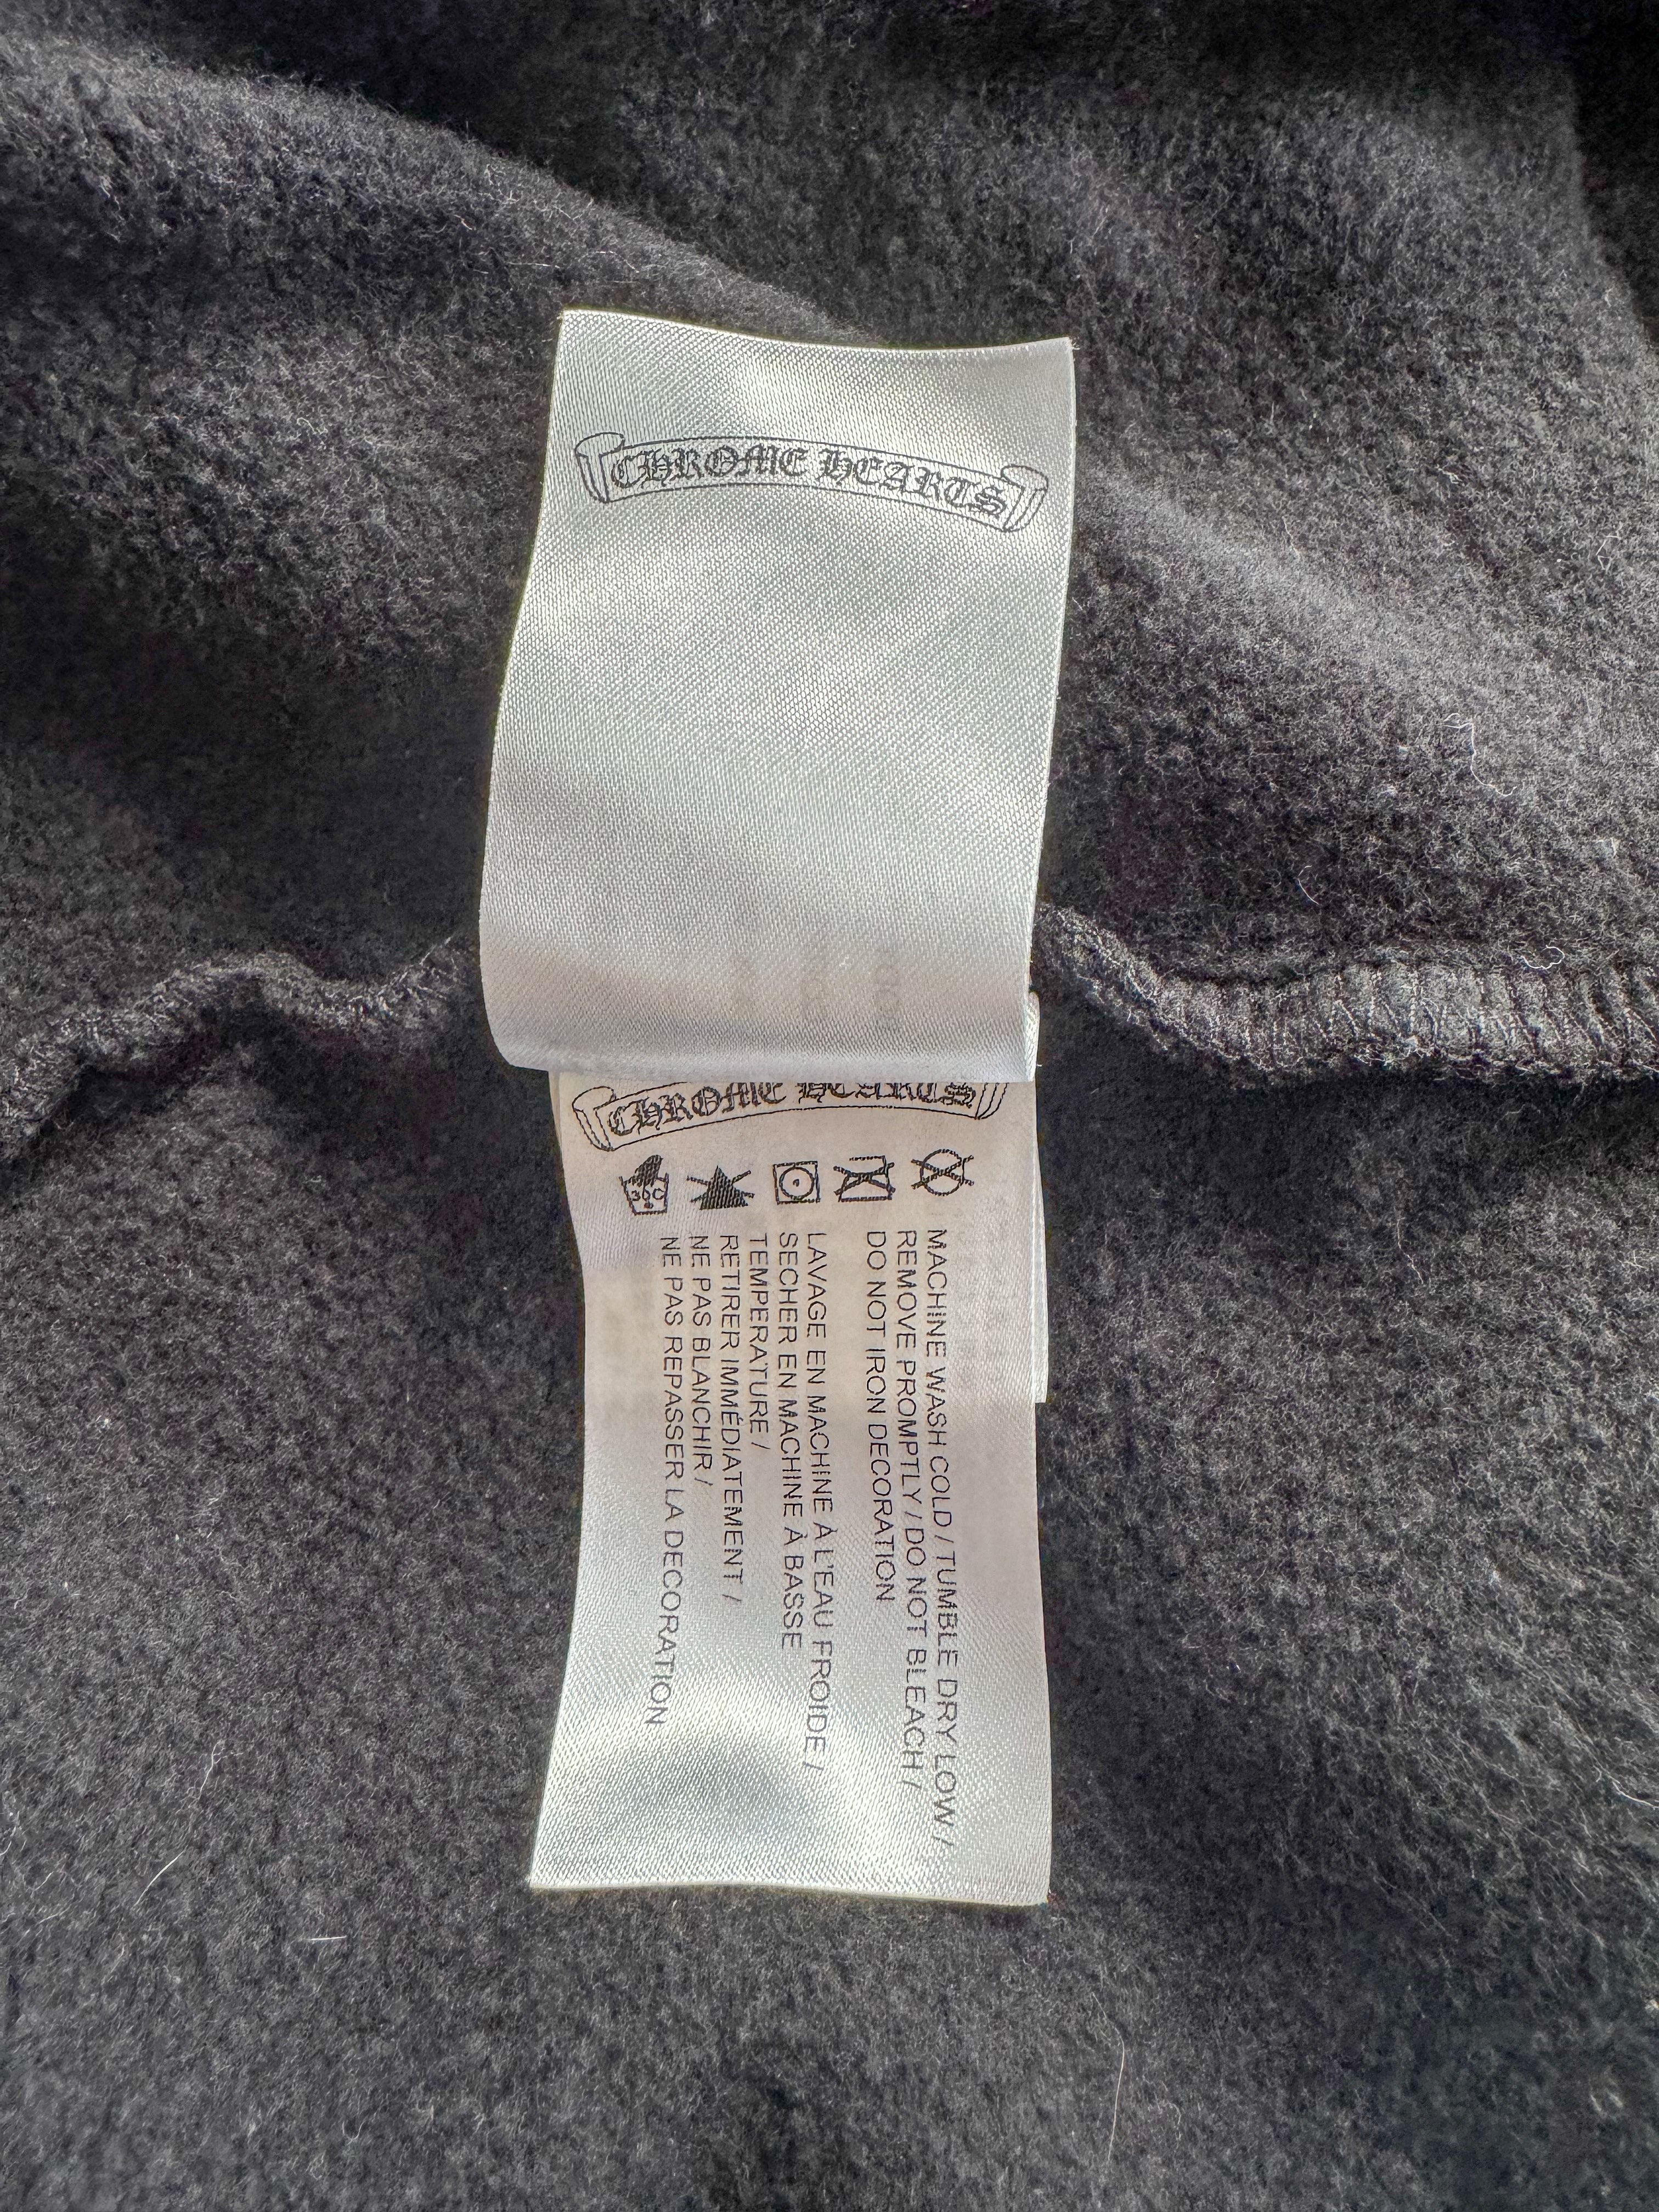 CHROME HEARTS
CHROME HEARTS
30C
MACHINE WASH COLD / TUMBLE DRY LOW /
REMOVE PROMPTLY / DO NOT BLEACH /
DO NOT IRON DECORATION
LAVAGE EN MACHINE À L'EAU FROIDE /
SECHER EN MACHINE À BASSE
TEMPERATURE /
RETIRER IMMÉDIATEMENT /
NE PAS BLANCHIR /
NE PAS REPASSER LA DECORATION